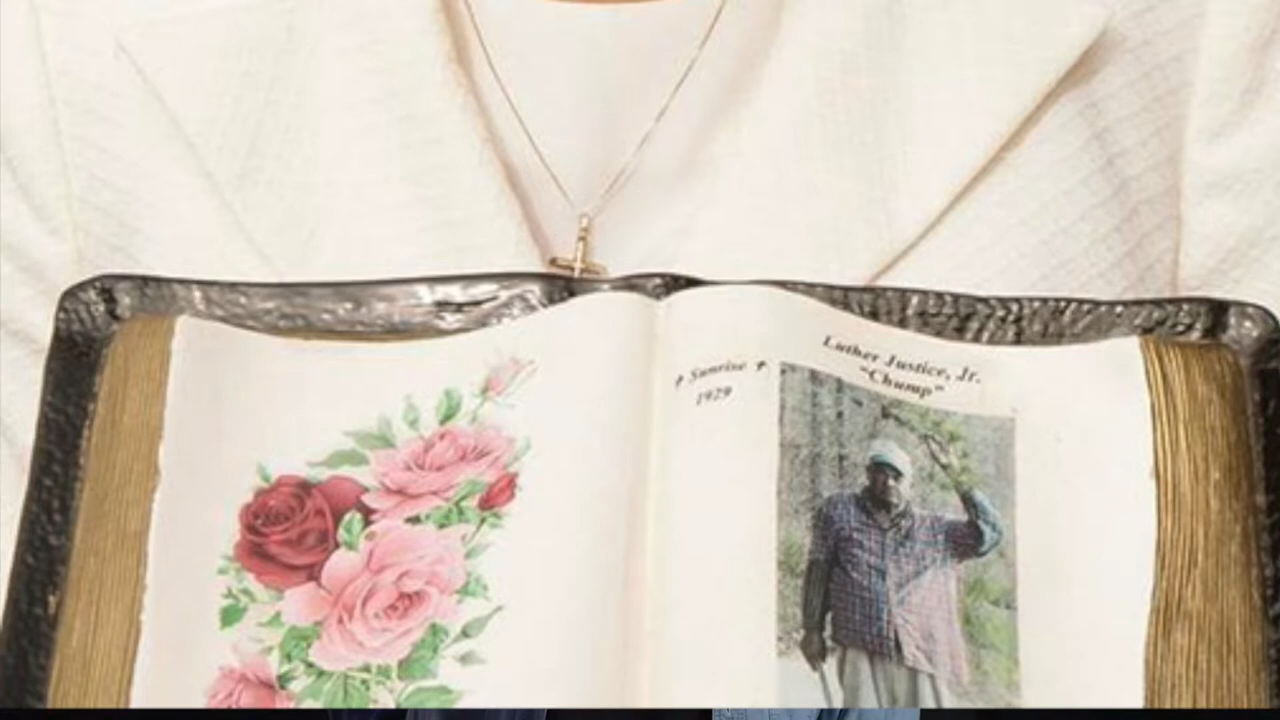 Luther Justice, Jr.
"Chump"
✝ Sunrise ✝
1929